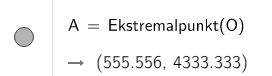 A = Ekstremalpunkt(O)
→ (555.556, 4333.333)